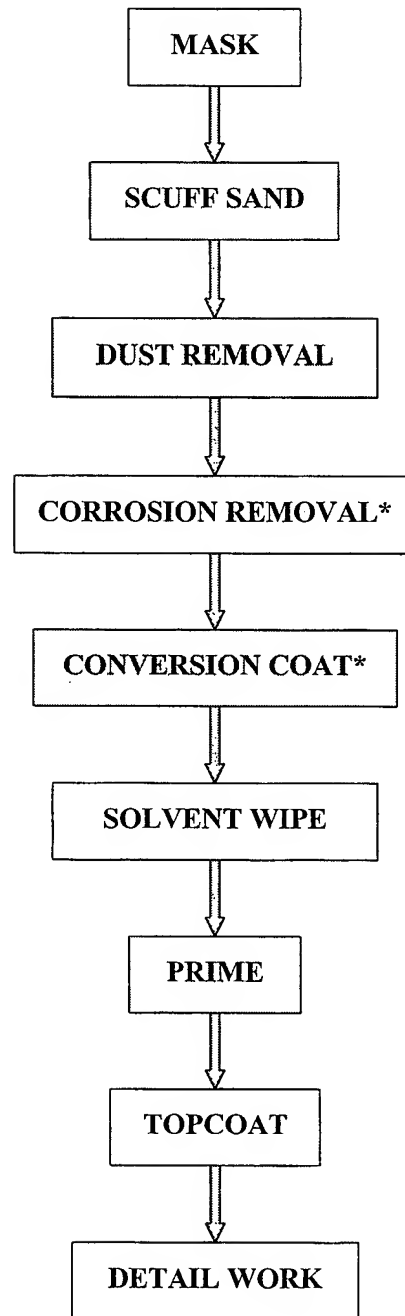 MASK
SCUFF SAND
DUST REMOVAL
CORROSION REMOVAL*
CONVERSION COAT*
SOLVENT WIPE
PRIME
TOPCOAT
DETAIL WORK